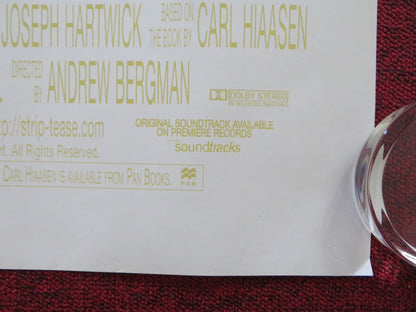 JOSEPH HARTWICK BASED ON THE BOOK BY CARL HIAASEN
DIRECTED BY ANDREW BERGMAN
DOLBY STEREO
ttp://strip-tease.com
ORIGINAL SOUNDTRACK AVAILABLE
ON PREMIERE RECORDS
nt. All Rights Reserved.
soundtracks
CARL HIAASEN IS AVAILABLE FROM PAN BOOKS.
PAN